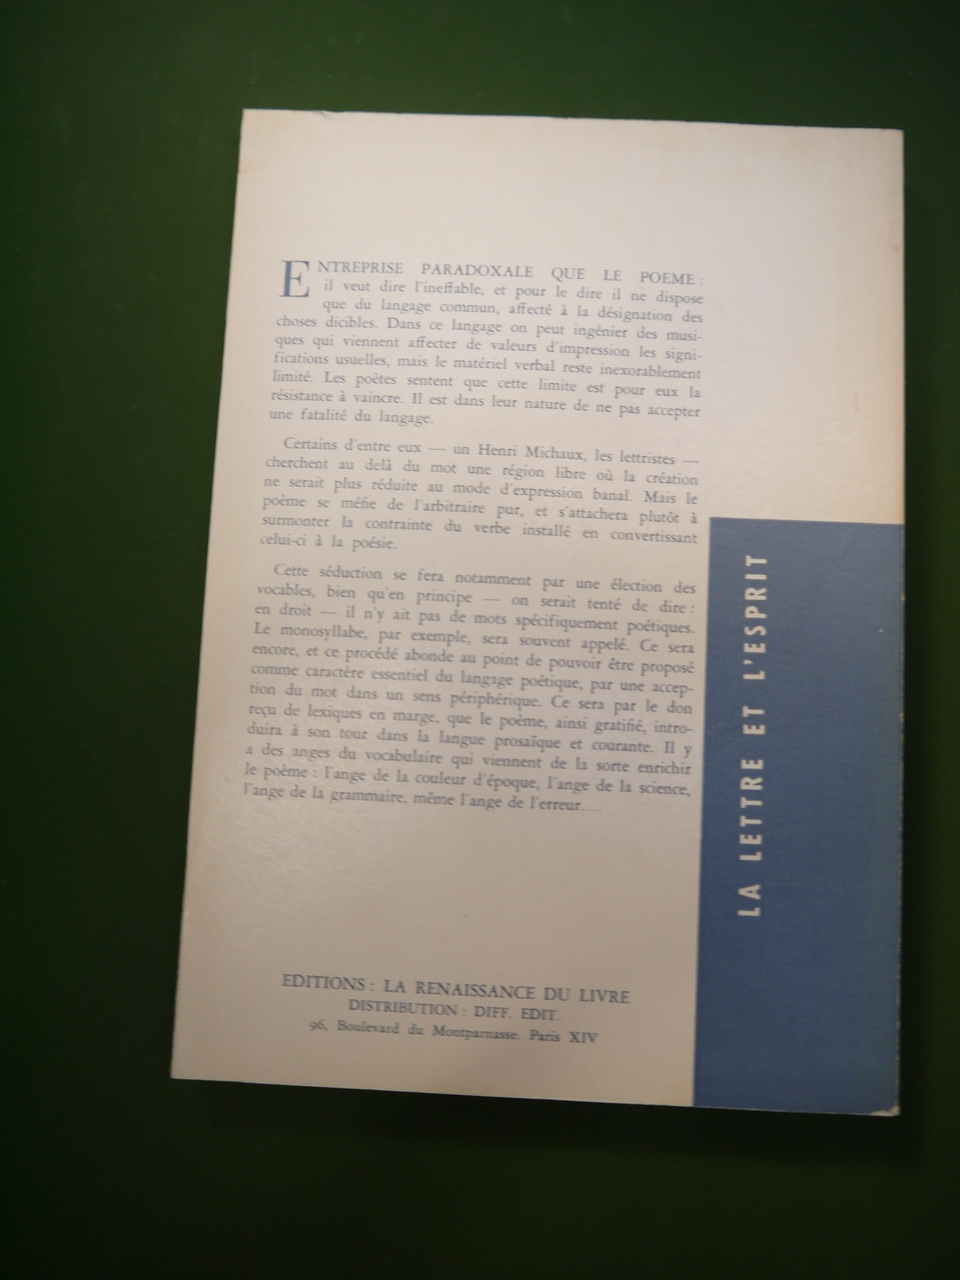 ENTREPRISE PARADOXALE QUE LE POEME :
il veut dire l'ineffable, et pour le dire il ne dispose
que du langage commun, affecté à la désignation des
choses dicibles. Dans ce langage on peut ingénier des musi-
ques qui viennent affecter de valeurs d'impression les signi-
fications usuelles, mais le matériel verbal reste inexorablement
limité. Les poètes sentent que cette limite est pour eux la
résistance à vaincre. Il est dans leur nature de ne pas accepter
une fatalité du langage.
Certains d'entre eux — un Henri Michaux, les lettristes —
cherchent au delà du mot une région libre où la création
ne serait plus réduite au mode d'expression banal. Mais le
poème se méfie de l'arbitraire pur, et s'attachera plutôt à
surmonter la contrainte du verbe installé en convertissant
celui-ci à la poésie.
Cette séduction se fera notamment par une élection des
vocables, bien qu'en principe — on serait tenté de dire :
en droit — il n'y ait pas de mots spécifiquement poétiques.
Le monosyllabe, par exemple, sera souvent appelé. Ce sera
encore, et ce procédé abonde au point de pouvoir être proposé
comme caractère essentiel du langage poétique, par une accep-
tion du mot dans un sens périphérique. Ce sera par le don
reçu de lexiques en marge, que le poème, ainsi gratifié, intro-
duira à son tour dans la langue prosaïque et courante. Il y
a des anges du vocabulaire qui viennent de la sorte enrichir
le poème : l'ange de la couleur d'époque, l'ange de la science,
l'ange de la grammaire, même l'ange de l'erreur....
EDITIONS : LA RENAISSANCE DU LIVRE
DISTRIBUTION : DIFF. EDIT.
96, Boulevard du Montparnasse. Paris XIV
LA LETTRE ET L'ESPRIT